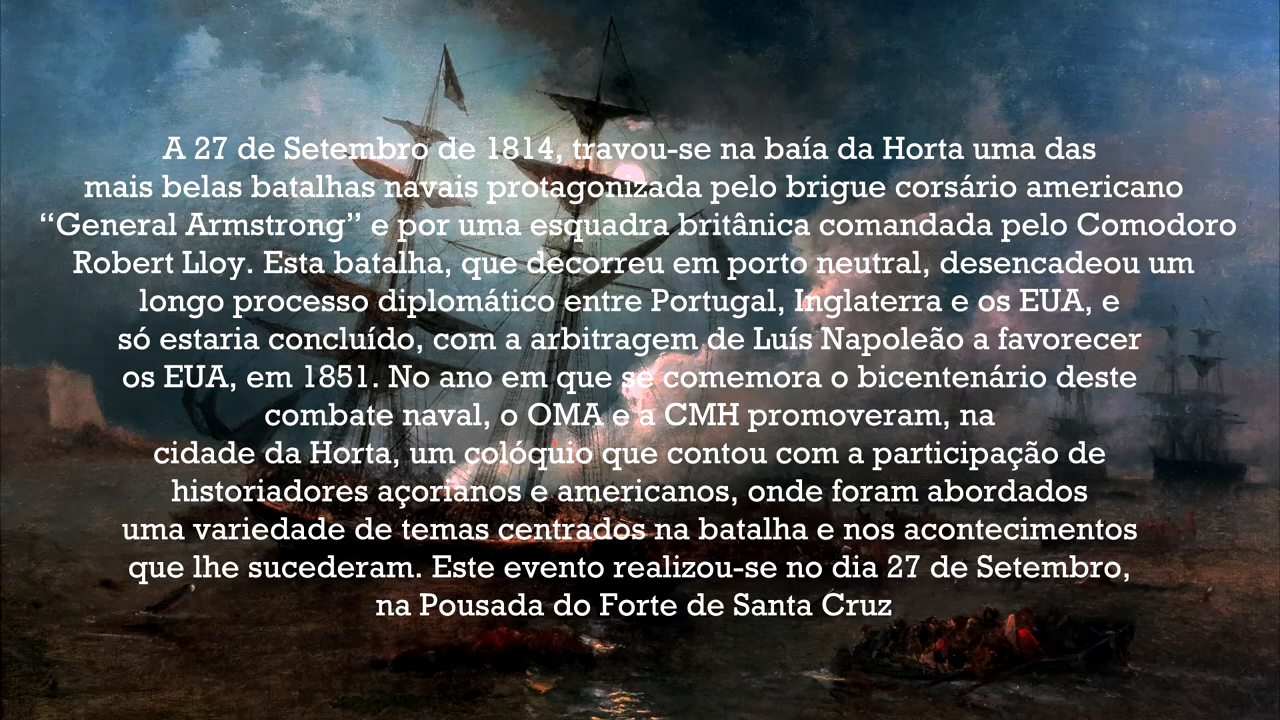 A 27 de Setembro de 1814, travou-se na baía da Horta uma das
mais belas batalhas navais protagonizada pelo brigue corsário americano
“General Armstrong” e por uma esquadra britânica comandada pelo Comodoro
Robert Lloy. Esta batalha, que decorreu em porto neutral, desencadeou um
longo processo diplomático entre Portugal, Inglaterra e os EUA, e
só estaria concluído, com a arbitragem de Luís Napoleão a favorecer
os EUA, em 1851. No ano em que se comemora o bicentenário deste
combate naval, o OMA e a CMH promoveram, na
cidade da Horta, um colóquio que contou com a participação de
historiadores açorianos e americanos, onde foram abordados
uma variedade de temas centrados na batalha e nos acontecimentos
que lhe sucederam. Este evento realizou-se no dia 27 de Setembro,
na Pousada do Forte de Santa Cruz